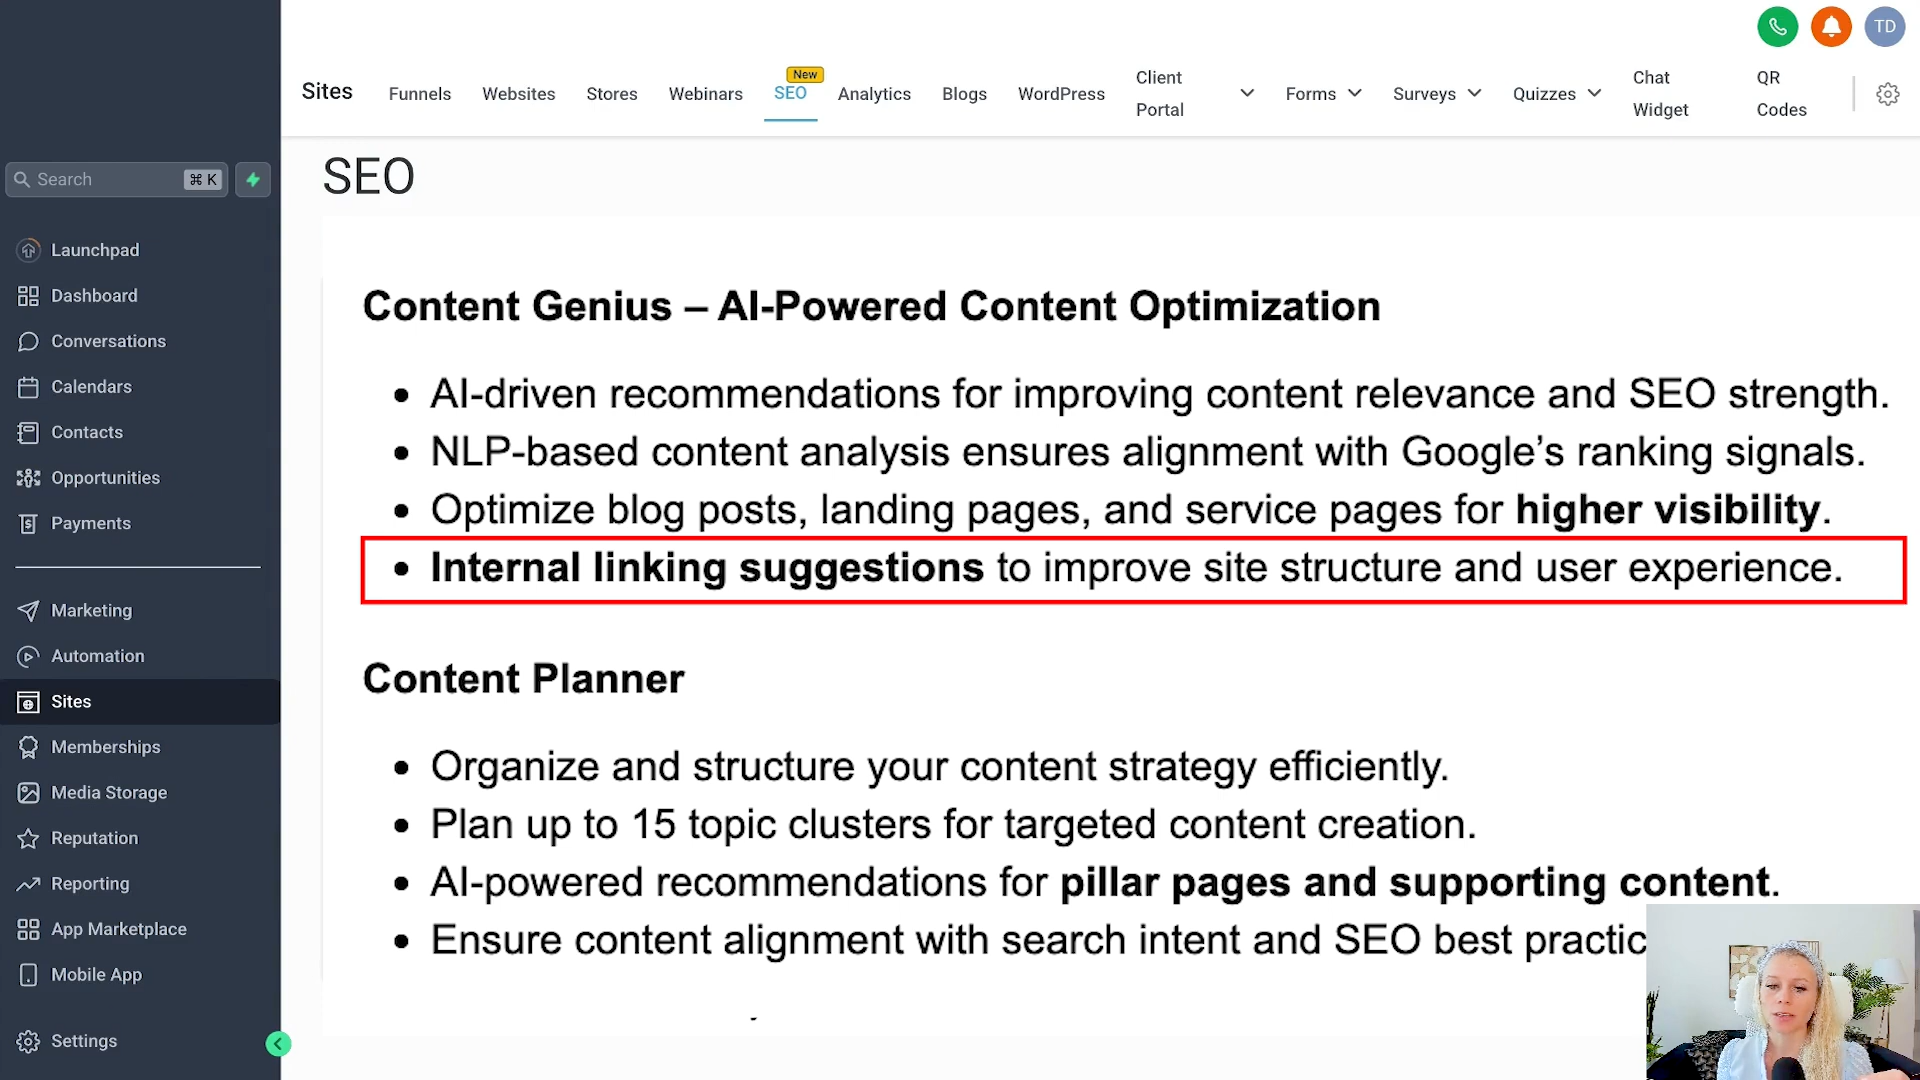 TD
Sites
Funnels
Websites
Stores
Webinars
New
SEO
Analytics
Blogs
WordPress
Client
Portal
Forms
Surveys
Quizzes
Chat
Widget
QR
Codes
Search
⌘ K
Launchpad
Dashboard
Conversations
Calendars
Contacts
Opportunities
Payments
Marketing
Automation
Sites
Memberships
Media Storage
Reputation
Reporting
App Marketplace
Mobile App
Settings
SEO
Content Genius – AI-Powered Content Optimization
• AI-driven recommendations for improving content relevance and SEO strength.
• NLP-based content analysis ensures alignment with Google’s ranking signals.
• Optimize blog posts, landing pages, and service pages for higher visibility.
• Internal linking suggestions to improve site structure and user experience.
Content Planner
• Organize and structure your content strategy efficiently.
• Plan up to 15 topic clusters for targeted content creation.
• AI-powered recommendations for pillar pages and supporting content.
• Ensure content alignment with search intent and SEO best practic